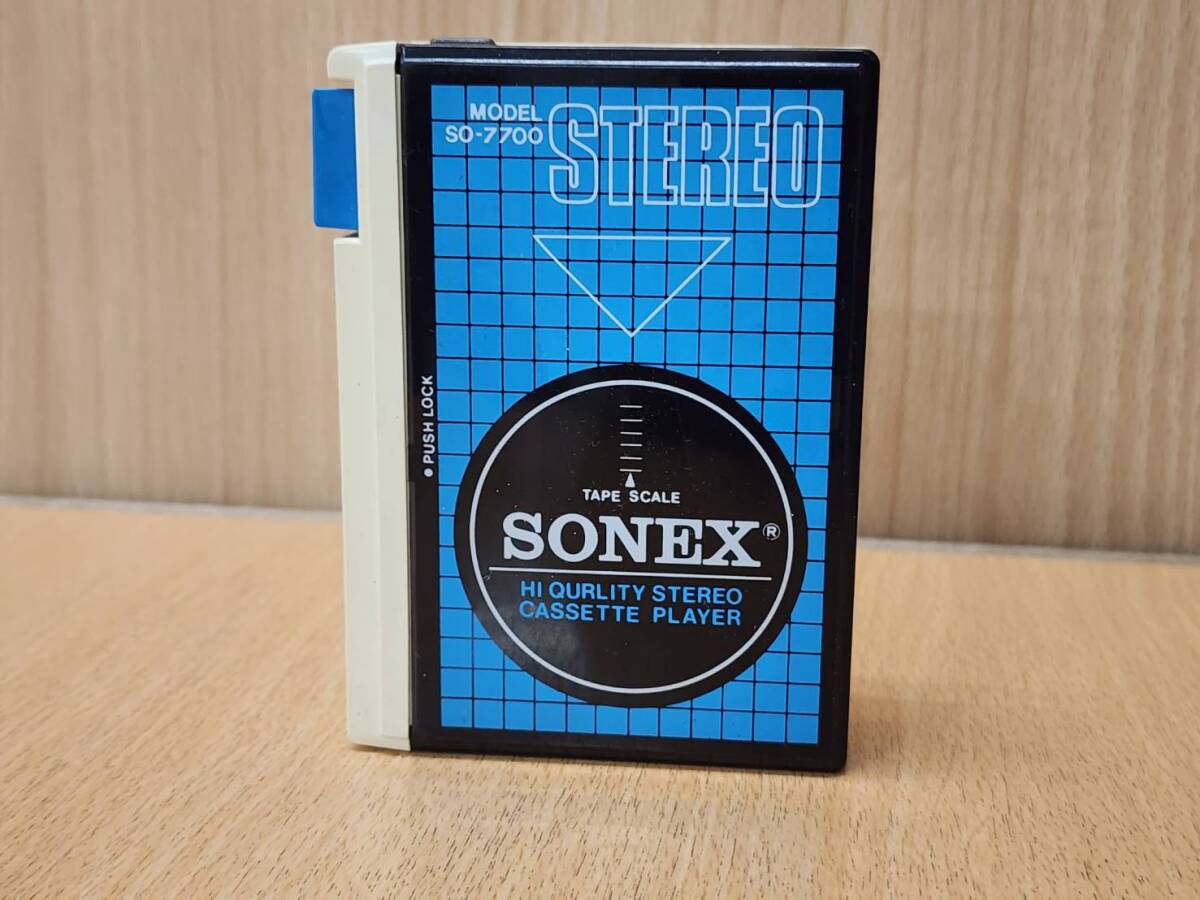 MODEL
SO-7700
STEREO
PUSH LOCK
TAPE SCALE
SONEX®
HI QURLITY STEREO
CASSETTE PLAYER